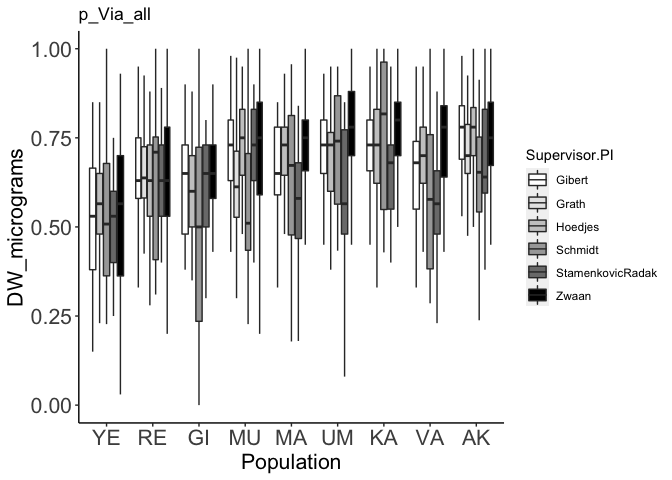 p_Via_all
1.00
0.75
0.50
0.25
0.00
DW_micrograms
YE RE GI MU MA UM KA VA AK
Population
Supervisor.PI
Gibert
Grath
Hoedjes
Schmidt
StamenkovicRadak
Zwaan